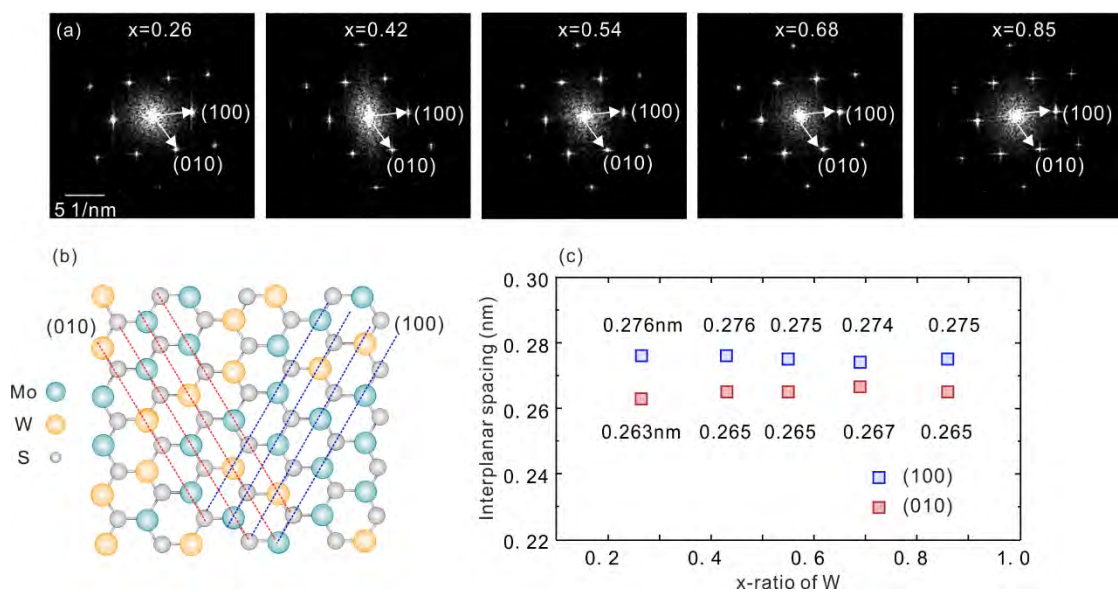 (a)
x=0.26
x=0.42
x=0.54
x=0.68
x=0.85
(100)
(100)
(100)
(100)
(100)
(010)
(010)
(010)
(010)
(010)
5 1/nm
(b)
(010)
(100)
Mo
W
S
(c)
Interplanar spacing (nm)
0.30
0.28
0.26
0.24
0.22
0.276nm
0.276
0.275
0.274
0.275
0.263nm
0.265
0.265
0.267
0.265
(100)
(010)
0.2
0.4
0.6
0.8
1.0
x-ratio of W